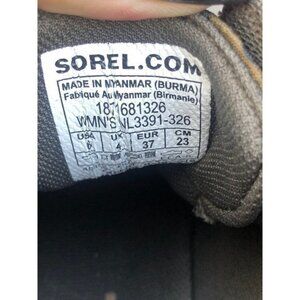 SOREL.COM
MADE IN MYANMAR (BURMA)
Fabriqué Au Myanmar (Birmanie)
1871681326
WMN'S NL3391-326
USA UK EUR CM
6 4 37 23